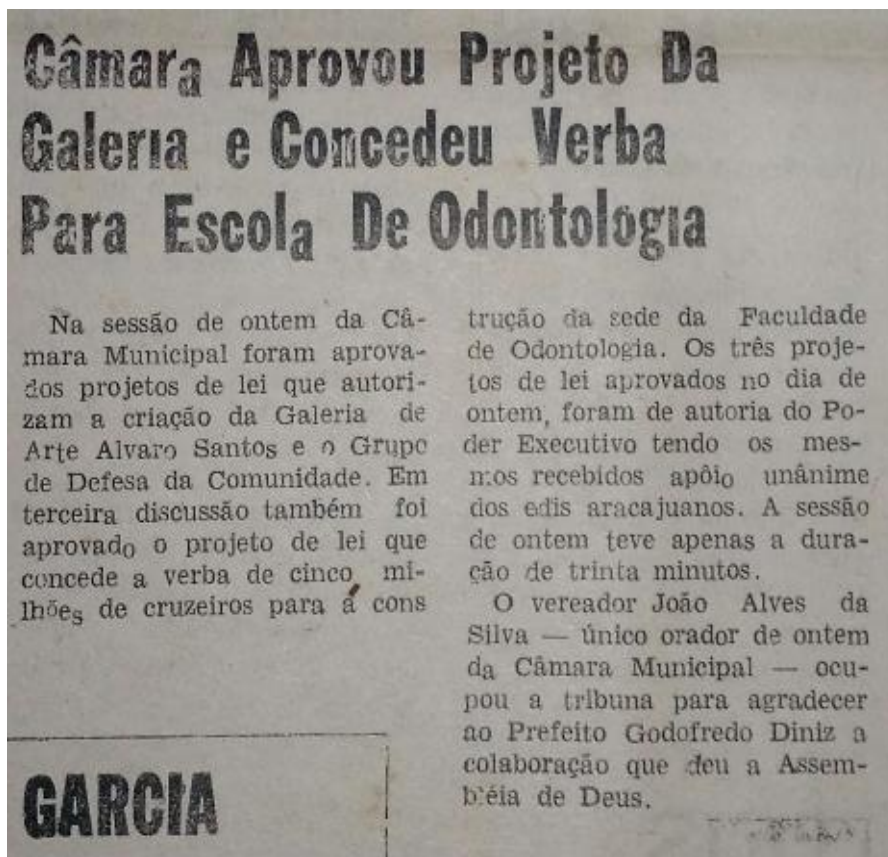 Câmara Aprovou Projeto Da
Galeria e Concedeu Verba
Para Escola De Odontologia
Na sessão de ontem da Câ-
mara Municipal foram aprova-
dos projetos de lei que autori-
zam a criação da Galeria de
Arte Alvaro Santos e o Grupo
de Defesa da Comunidade. Em
terceira discussão também foi
aprovado o projeto de lei que
concede a verba de cinco mi-
lhões de cruzeiros para a cons
trução da sede da Faculdade
de Odontologia. Os três proje-
tos de lei aprovados no dia de
ontem, foram de autoria do Po-
der Executivo tendo os mes-
mos recebidos apôio unânime
dos edis aracajuanos. A sessão
de ontem teve apenas a dura-
ção de trinta minutos.
O vereador João Alves da
Silva — único orador de ontem
da Câmara Municipal — ocu-
pou a tribuna para agradecer
ao Prefeito Godofredo Diniz a
colaboração que deu a Assem-
bléia de Deus.
GARCIA